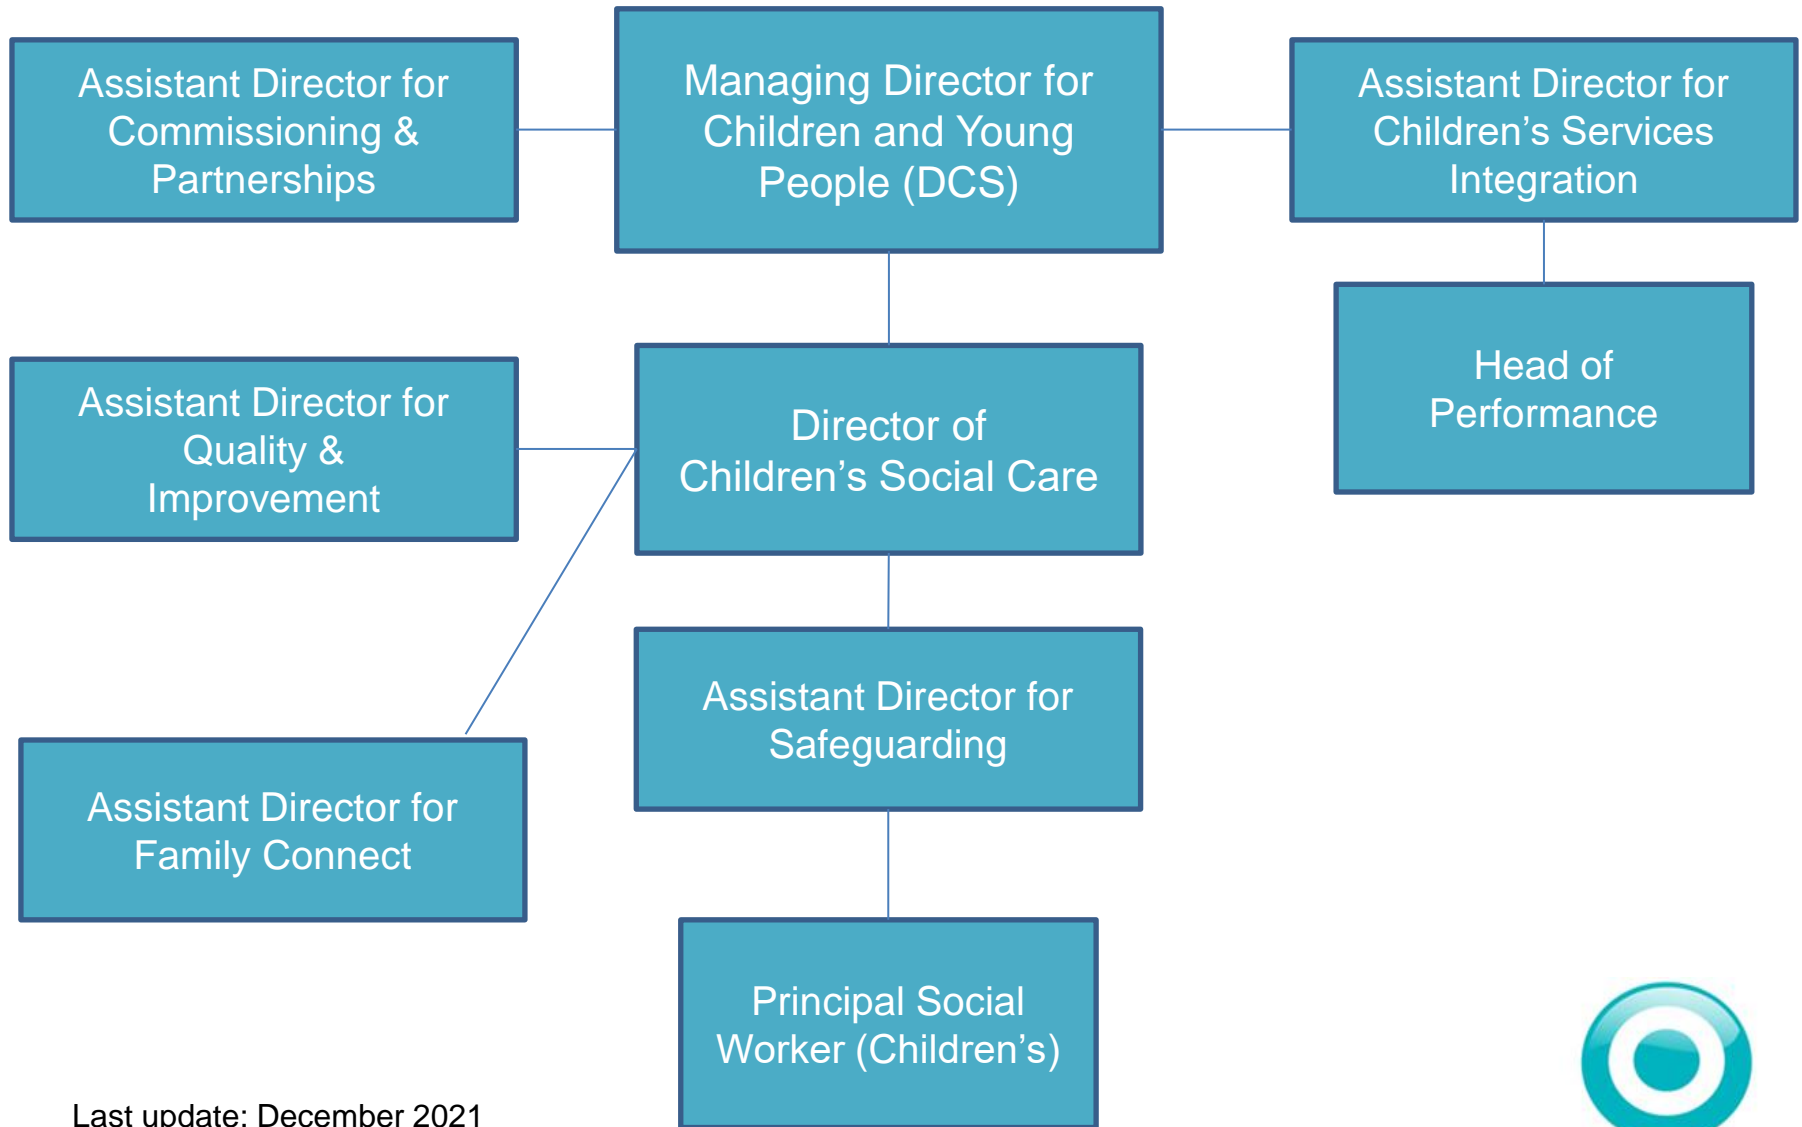 Assistant Director for
Commissioning &
Partnerships
Managing Director for
Children and Young
People (DCS)
Assistant Director for
Children’s Services
Integration
Head of
Performance
Assistant Director for
Quality &
Improvement
Director of
Children’s Social Care
Assistant Director for
Safeguarding
Assistant Director for
Family Connect
Principal Social
Worker (Children’s)
Last update: December 2021